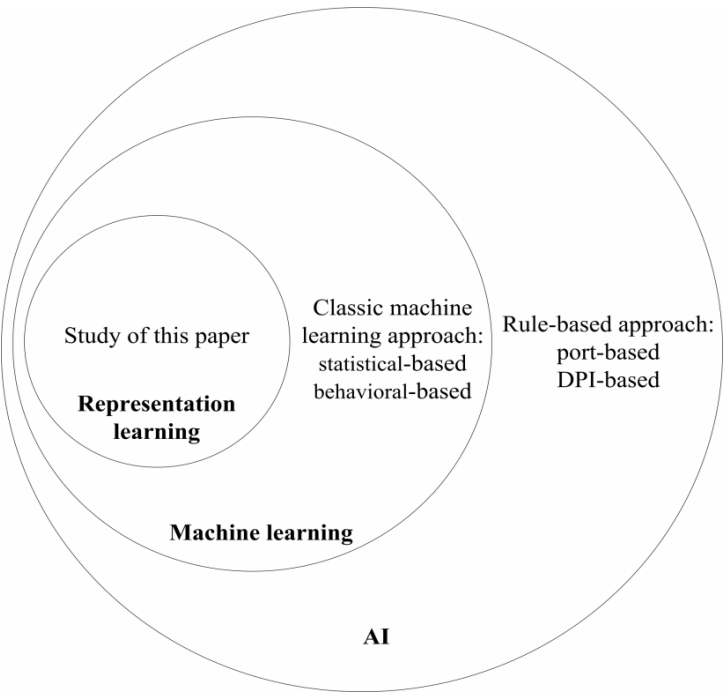 Study of this paper
Representation
learning
Classic machine
learning approach:
statistical-based
behavioral-based
Rule-based approach:
port-based
DPI-based
Machine learning
AI